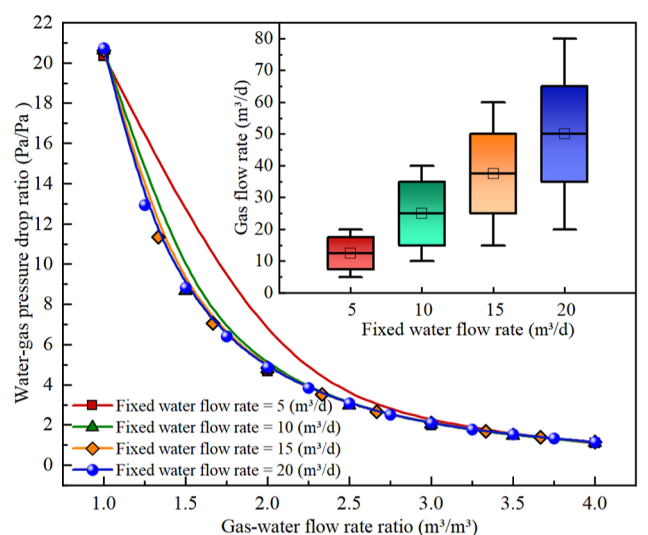 22
20
18
16
14
12
10
8
6
4
2
0
Water-gas pressure drop ratio (Pa/Pa )
1.0 1.5 2.0 2.5 3.0 3.5 4.0
Gas-water flow rate ratio (m³/m³)
Fixed water flow rate = 5 (m³/d)
Fixed water flow rate = 10 (m³/d)
Fixed water flow rate = 15 (m³/d)
Fixed water flow rate = 20 (m³/d)
80
70
60
50
40
30
20
10
0
Gas flow rate (m³/d)
5 10 15 20
Fixed water flow rate (m³/d)